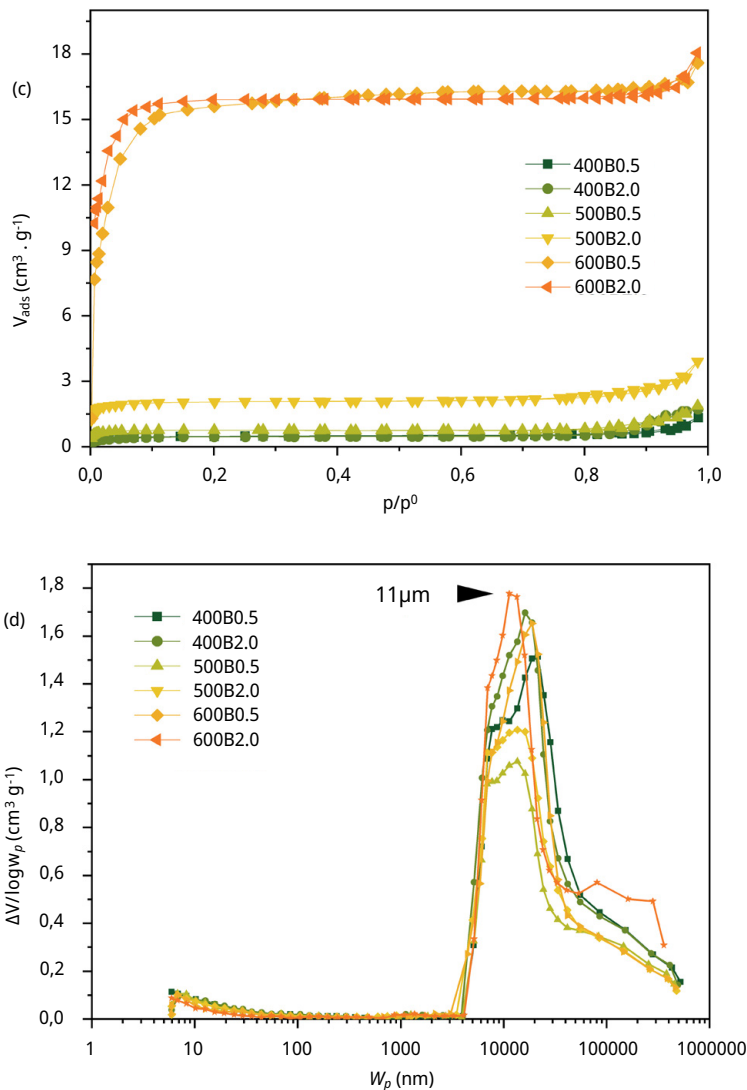 (c)
18
15
12
9
6
3
0
V_ads (cm³ . g⁻¹)
400B0.5
400B2.0
500B0.5
500B2.0
600B0.5
600B2.0
0,0 0,2 0,4 0,6 0,8 1,0
p/p⁰
(d)
1,8
1,6
1,4
1,2
1,0
0,8
0,6
0,4
0,2
0,0
ΔV/logw_p (cm³ g⁻¹)
11μm
400B0.5
400B2.0
500B0.5
500B2.0
600B0.5
600B2.0
1 10 100 1000 10000 100000 1000000
W_p (nm)